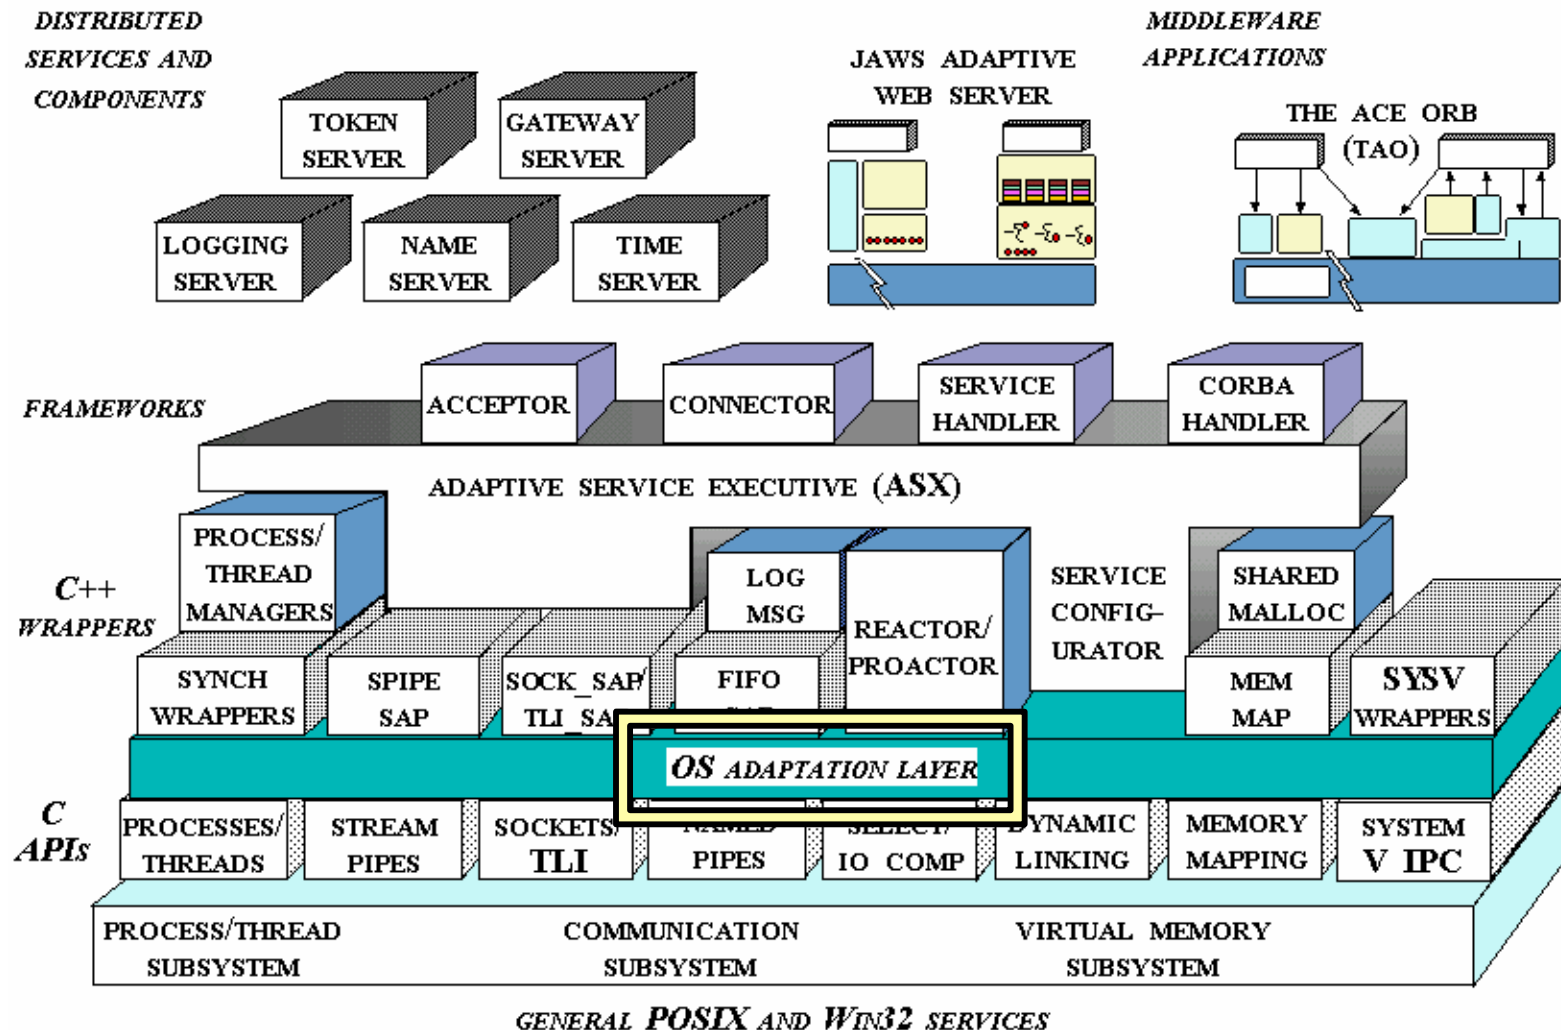 DISTRIBUTED
SERVICES AND
COMPONENTS
MIDDLEWARE
APPLICATIONS
JAWS ADAPTIVE
WEB SERVER
THE ACE ORB
(TAO)
TOKEN
SERVER
GATEWAY
SERVER
LOGGING
SERVER
NAME
SERVER
TIME
SERVER
FRAMEWORKS
ACCEPTOR
CONNECTOR
SERVICE
HANDLER
CORBA
HANDLER
ADAPTIVE SERVICE EXECUTIVE (ASX)
C++
WRAPPERS
PROCESS/
THREAD
MANAGERS
LOG
MSG
REACTOR/
PROACTOR
SERVICE
CONFIG-
URATOR
SHARED
MALLOC
SYNCH
WRAPPERS
SPIPE
SAP
SOCK_SAP/
TLI_SA
FIFO
MEM
MAP
SYSV
WRAPPERS
OS ADAPTATION LAYER
C
APIS
PROCESSES/
THREADS
STREAM
PIPES
SOCKETS/
TLI
NAMED
PIPES
SELECT/
IO COMP
DYNAMIC
LINKING
MEMORY
MAPPING
SYSTEM
V IPC
PROCESS/THREAD
SUBSYSTEM
COMMUNICATION
SUBSYSTEM
VIRTUAL MEMORY
SUBSYSTEM
GENERAL POSIX AND WIN32 SERVICES